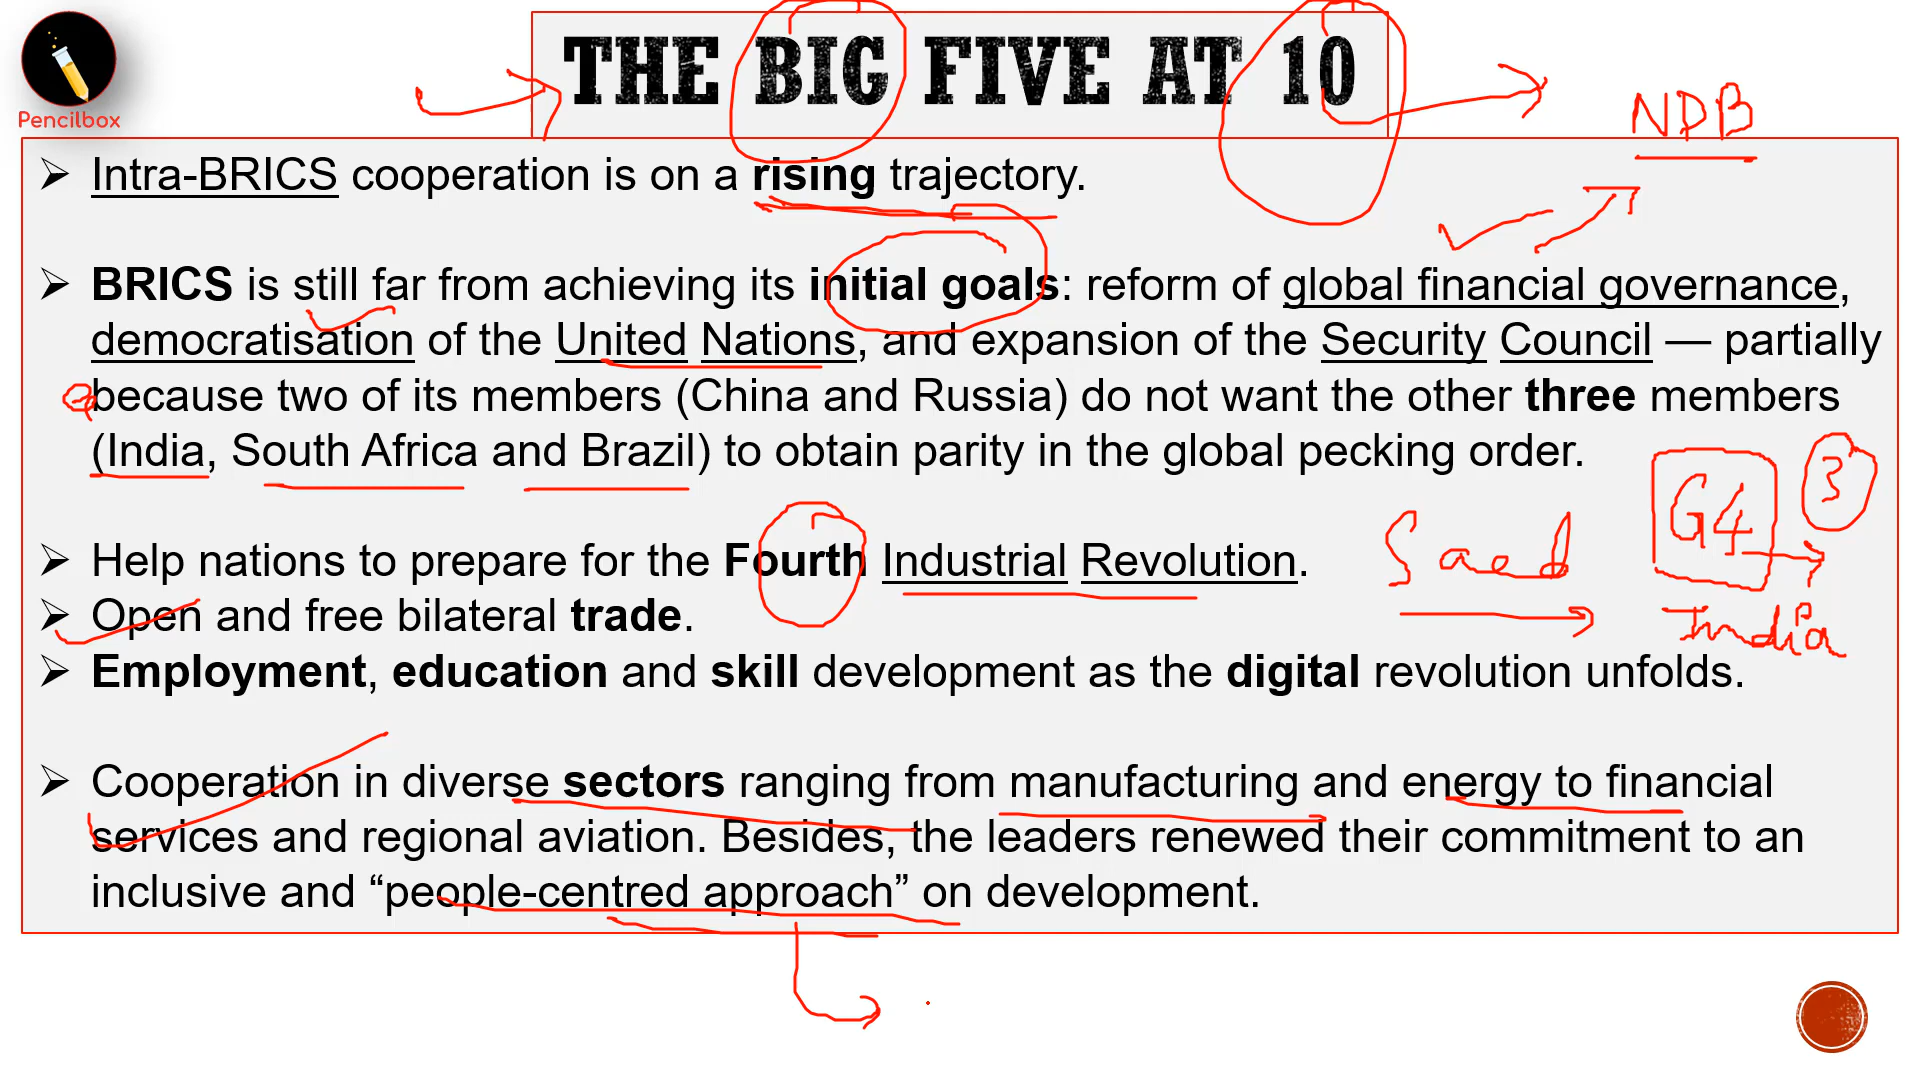 THE BIG FIVE AT 10
Pencilbox
NDB
➢ Intra-BRICS cooperation is on a rising trajectory.
➢ BRICS is still far from achieving its initial goals: reform of global financial governance,
democratisation of the United Nations, and expansion of the Security Council — partially
because two of its members (China and Russia) do not want the other three members
(India, South Africa and Brazil) to obtain parity in the global pecking order.
G4
3
India
➢ Help nations to prepare for the Fourth Industrial Revolution.
➢ Open and free bilateral trade.
➢ Employment, education and skill development as the digital revolution unfolds.
➢ Cooperation in diverse sectors ranging from manufacturing and energy to financial
services and regional aviation. Besides, the leaders renewed their commitment to an
inclusive and “people-centred approach” on development.